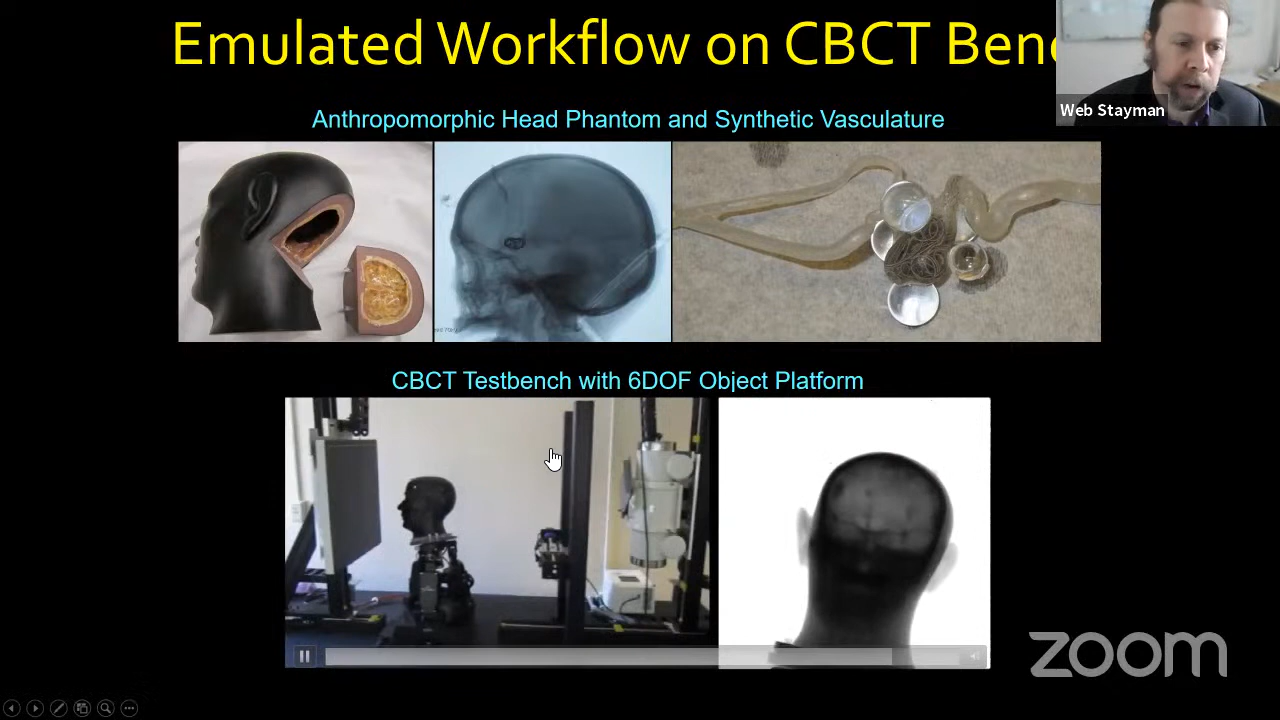 Emulated Workflow on CBCT Ben
Web Stayman
Anthropomorphic Head Phantom and Synthetic Vasculature
CBCT Testbench with 6DOF Object Platform
zoom